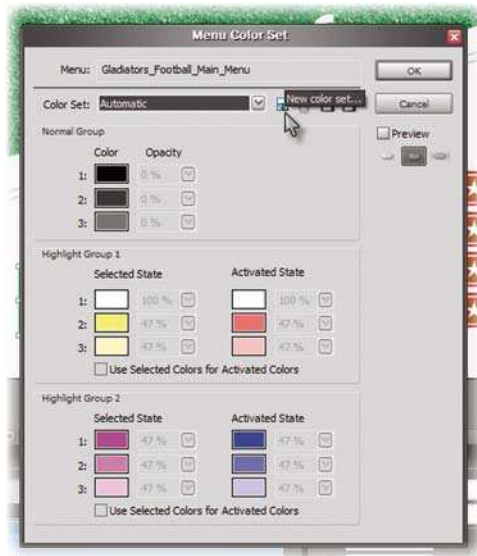 Menu Color Set
Menu: Gladiators_Football_Main_Menu
OK
Color Set: Automatic
New color set...
Cancel
Preview
Normal Group
Color Opacity
1: 0 %
2: 0 %
3: 0 %
Highlight Group 1
Selected State Activated State
1: 100 % 100 %
2: 47 % 47 %
3: 47 % 47 %
Use Selected Colors for Activated Colors
Highlight Group 2
Selected State Activated State
1: 47 % 47 %
2: 47 % 47 %
3: 47 % 47 %
Use Selected Colors for Activated Colors